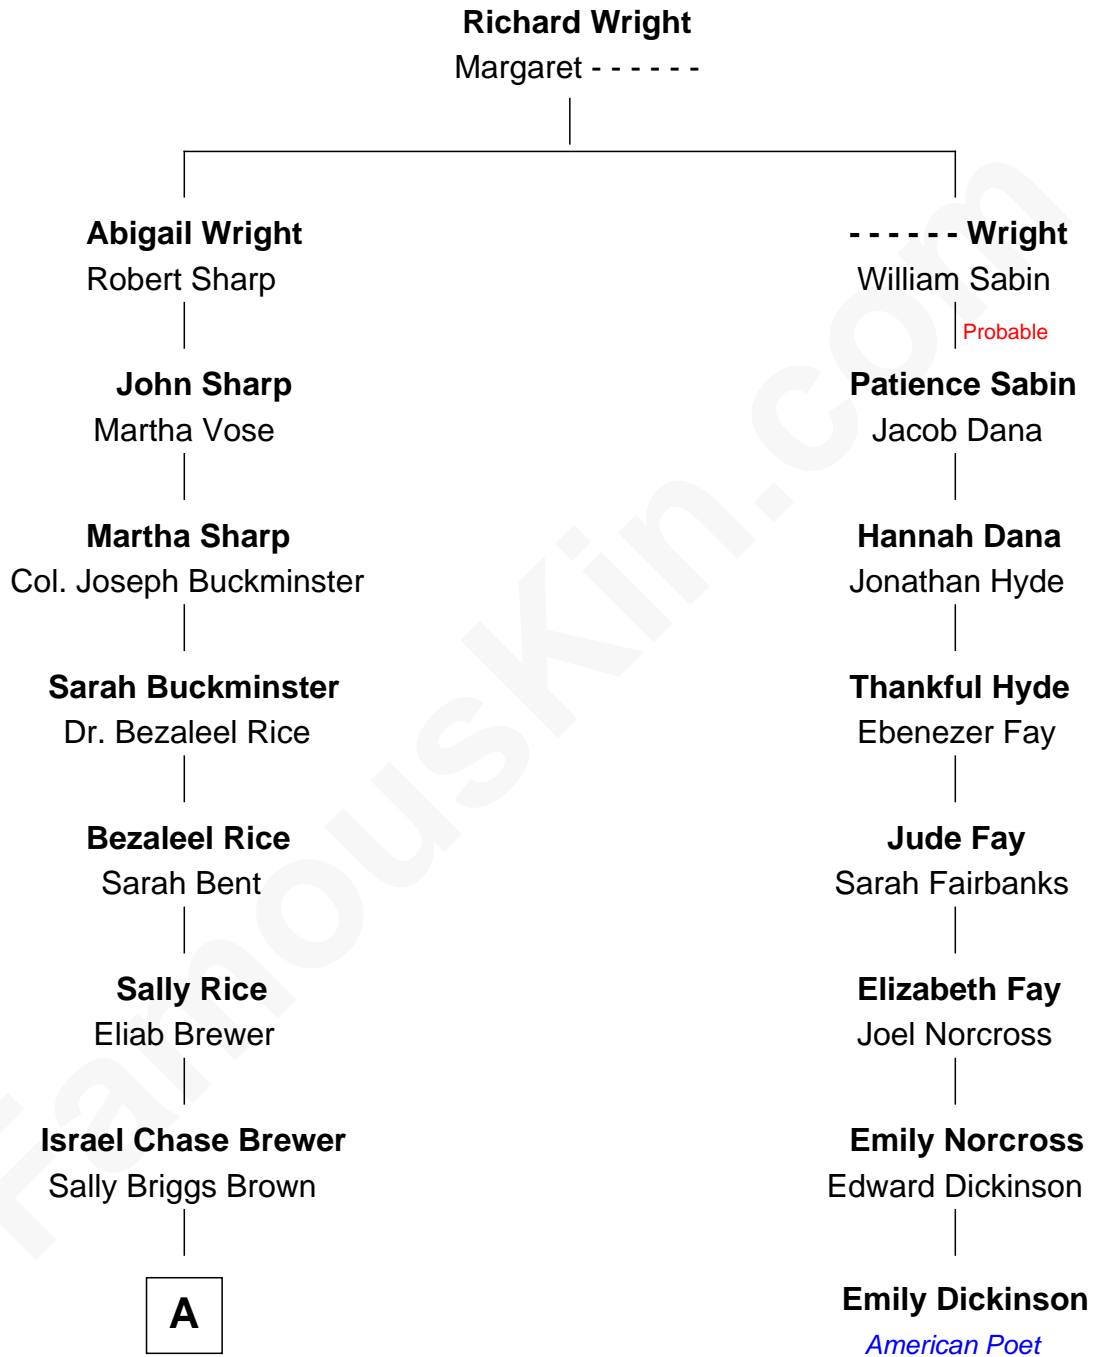 Richard Wright
Margaret - - - - - -
Abigail Wright
Robert Sharp
- - - - - - Wright
William Sabin
Probable
John Sharp
Martha Vose
Patience Sabin
Jacob Dana
Martha Sharp
Col. Joseph Buckminster
Hannah Dana
Jonathan Hyde
Sarah Buckminster
Dr. Bezaleel Rice
Thankful Hyde
Ebenezer Fay
Bezaleel Rice
Sarah Bent
Jude Fay
Sarah Fairbanks
Sally Rice
Eliab Brewer
Elizabeth Fay
Joel Norcross
Israel Chase Brewer
Sally Briggs Brown
Emily Norcross
Edward Dickinson
A
Emily Dickinson
American Poet
FamousKin.com